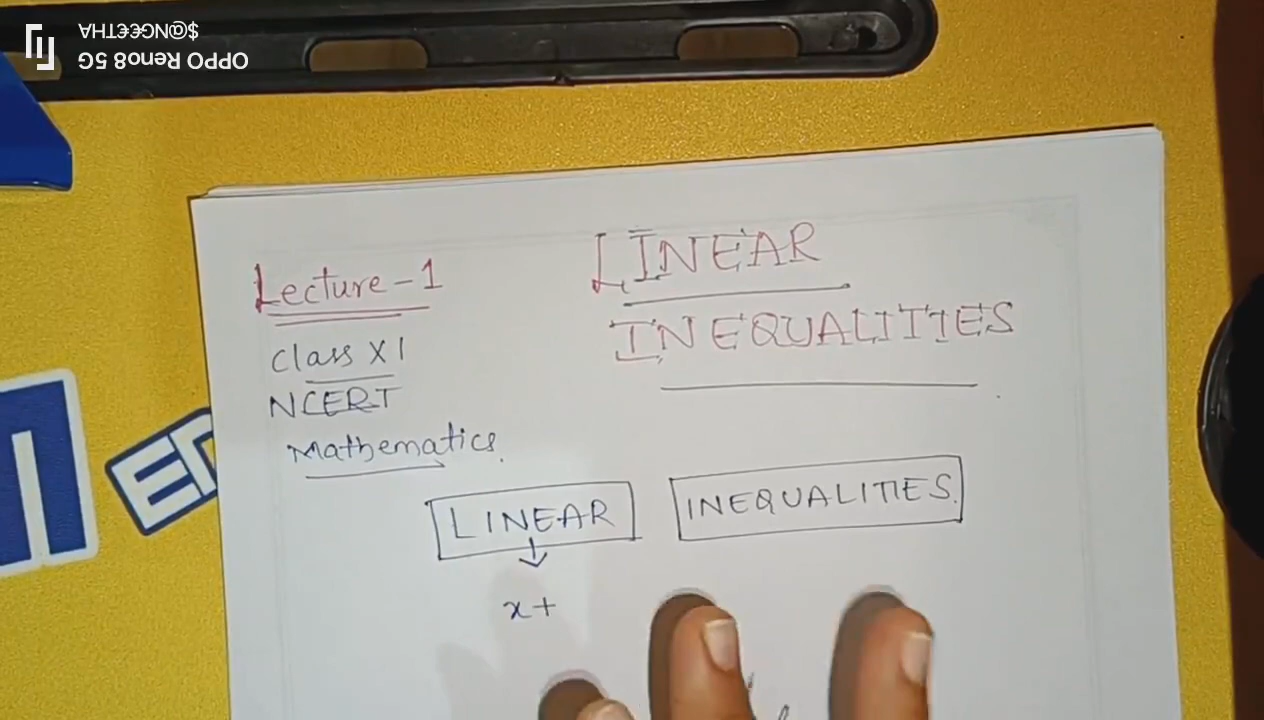 $@NGEETHA
OPPO Reno8 5G
Lecture-1
Class XI
NCERT
Mathematics.
LINEAR
INEQUALITIES
LINEAR
INEQUALITIES.
x+